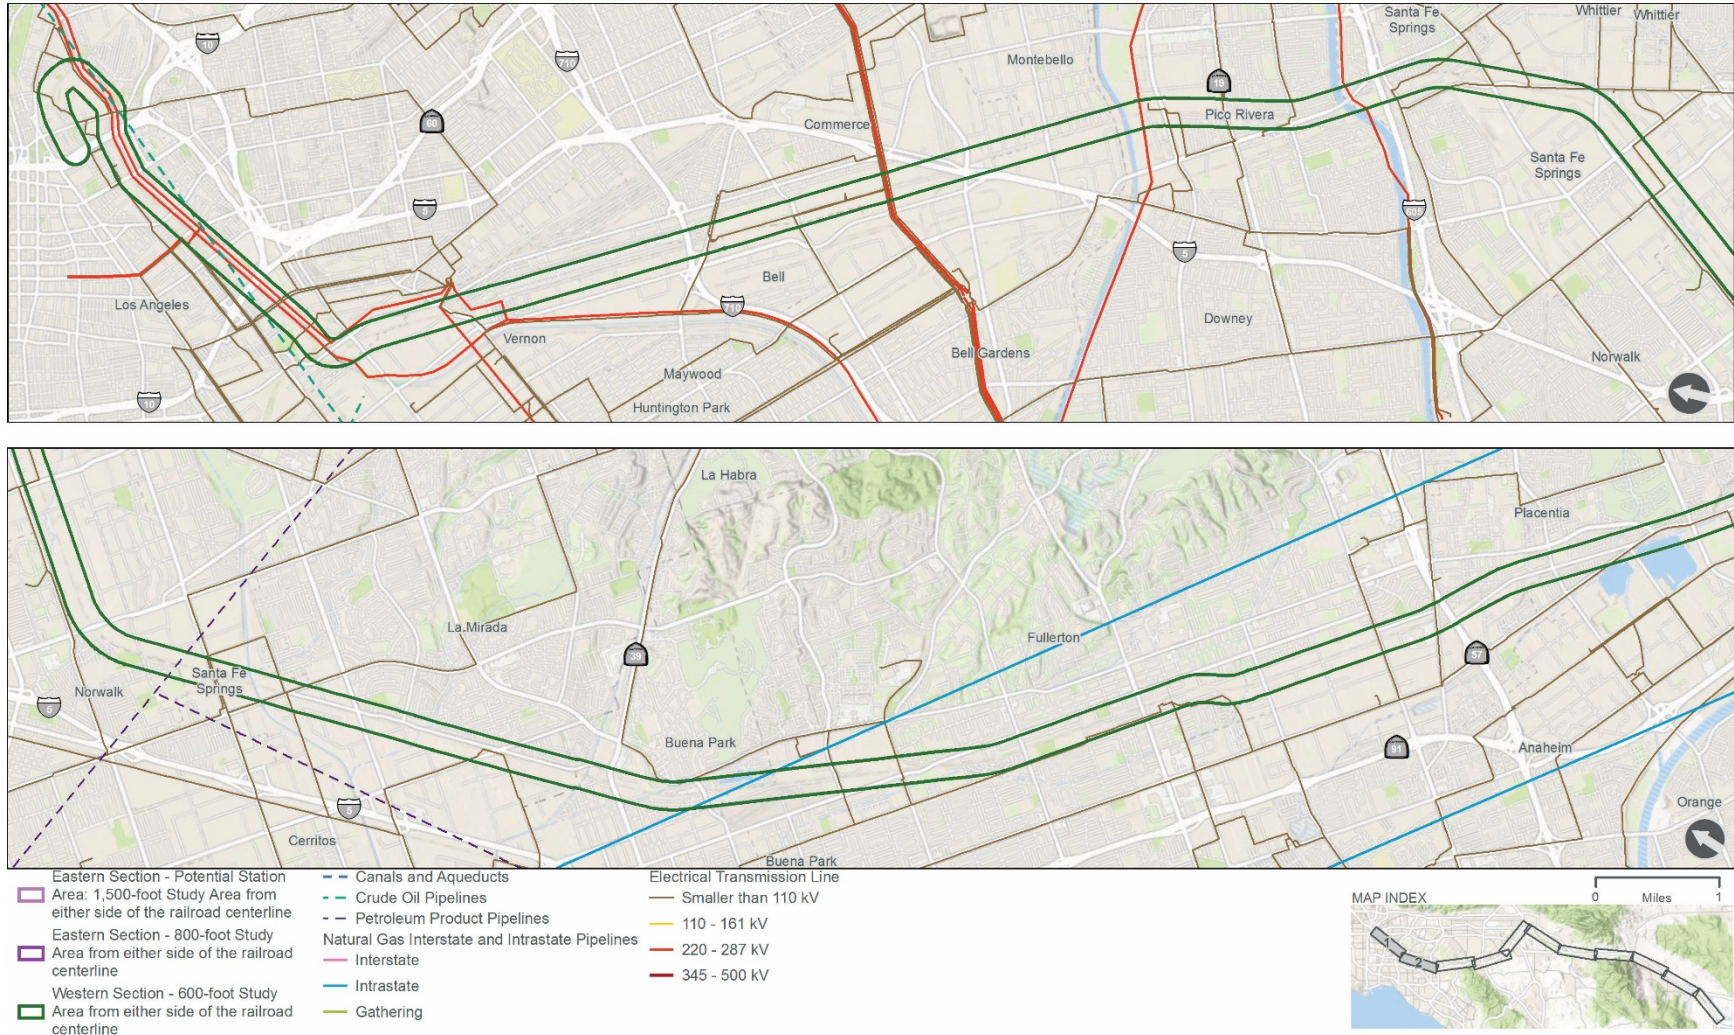 Santa Fe
Springs
Whittier
Whittier
10
710
Montebello
19
60
Commerce
Pico Rivera
Santa Fe
Springs
5
605
5
Bell
Los Angeles
710
Downey
Vernon
Bell Gardens
Norwalk
Maywood
10
Huntington Park
La Habra
Placentia
La Mirada
Fullerton
39
57
Santa Fe
Springs
Norwalk
5
Buena Park
91
Anaheim
5
Orange
Cerritos
Buena Park
Eastern Section - Potential Station
Area: 1,500-foot Study Area from
either side of the railroad centerline
Eastern Section - 800-foot Study
Area from either side of the railroad
centerline
Western Section - 600-foot Study
Area from either side of the railroad
centerline
Canals and Aqueducts
Crude Oil Pipelines
Petroleum Product Pipelines
Natural Gas Interstate and Intrastate Pipelines
Interstate
Intrastate
Gathering
Electrical Transmission Line
Smaller than 110 kV
110 - 161 kV
220 - 287 kV
345 - 500 kV
0 Miles 1
MAP INDEX
1
2